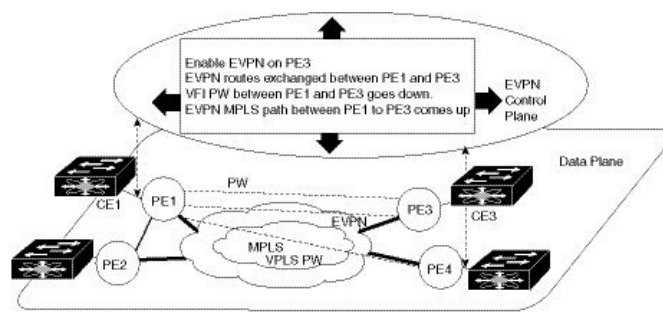 Enable EVPN on PE3
EVPN routes exchanged between PE1 and PE3
VFI PW between PE1 and PE3 goes down.
EVPN MPLS path between PE1 to PE3 comes up
EVPN
Control
Plane
Data Plane
PW
CE1
PE1
PE3
CE3
EVPN
MPLS
VPLS PW
PE2
PE4